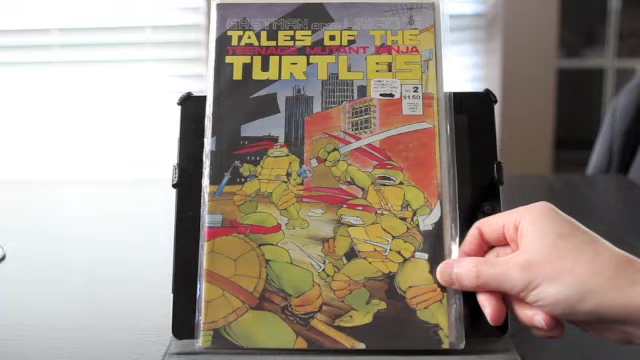 EASTMAN AND LAIRD'S
TALES OF THE
TEENAGE MUTANT NINJA
TURTLES
NO. 2
$1.50